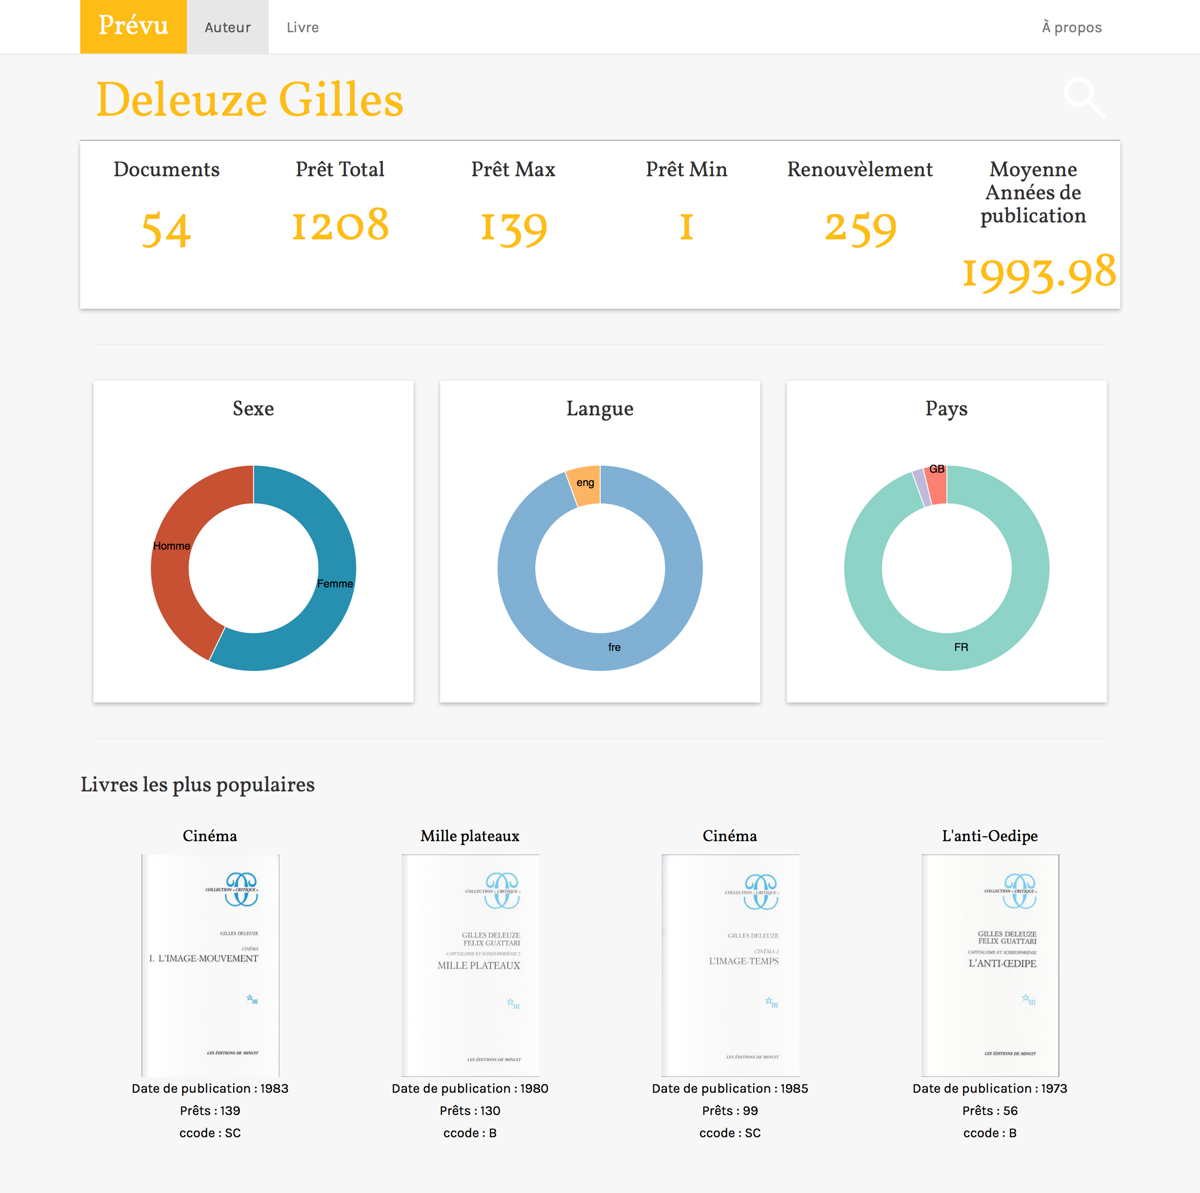 Prévu Auteur Livre À propos
Deleuze Gilles
Documents Prêt Total Prêt Max Prêt Min Renouvèlement Moyenne
Années de
publication
54 1208 139 1 259 1993.98
Sexe Langue Pays
Homme
Femme
eng
fre
GB
FR
Livres les plus populaires
Cinéma Mille plateaux Cinéma L'anti-Oedipe
COLLECTION « CRITIQUE »
GILLES DELEUZE
CINÉMA
I. L'IMAGE-MOUVEMENT
LES ÉDITIONS DE MINUIT
COLLECTION « CRITIQUE »
GILLES DELEUZE
FELIX GUATTARI
CAPITALISME ET SCHIZOPHRÉNIE 2
MILLE PLATEAUX
LES ÉDITIONS DE MINUIT
COLLECTION « CRITIQUE »
GILLES DELEUZE
CINÉMA 2
L'IMAGE-TEMPS
LES ÉDITIONS DE MINUIT
COLLECTION « CRITIQUE »
GILLES DELEUZE
FELIX GUATTARI
CAPITALISME ET SCHIZOPHRÉNIE
L'ANTI-ŒDIPE
LES ÉDITIONS DE MINUIT
Date de publication : 1983 Date de publication : 1980 Date de publication : 1985 Date de publication : 1973
Prêts : 139 Prêts : 130 Prêts : 99 Prêts : 56
ccode : SC ccode : B ccode : SC ccode : B